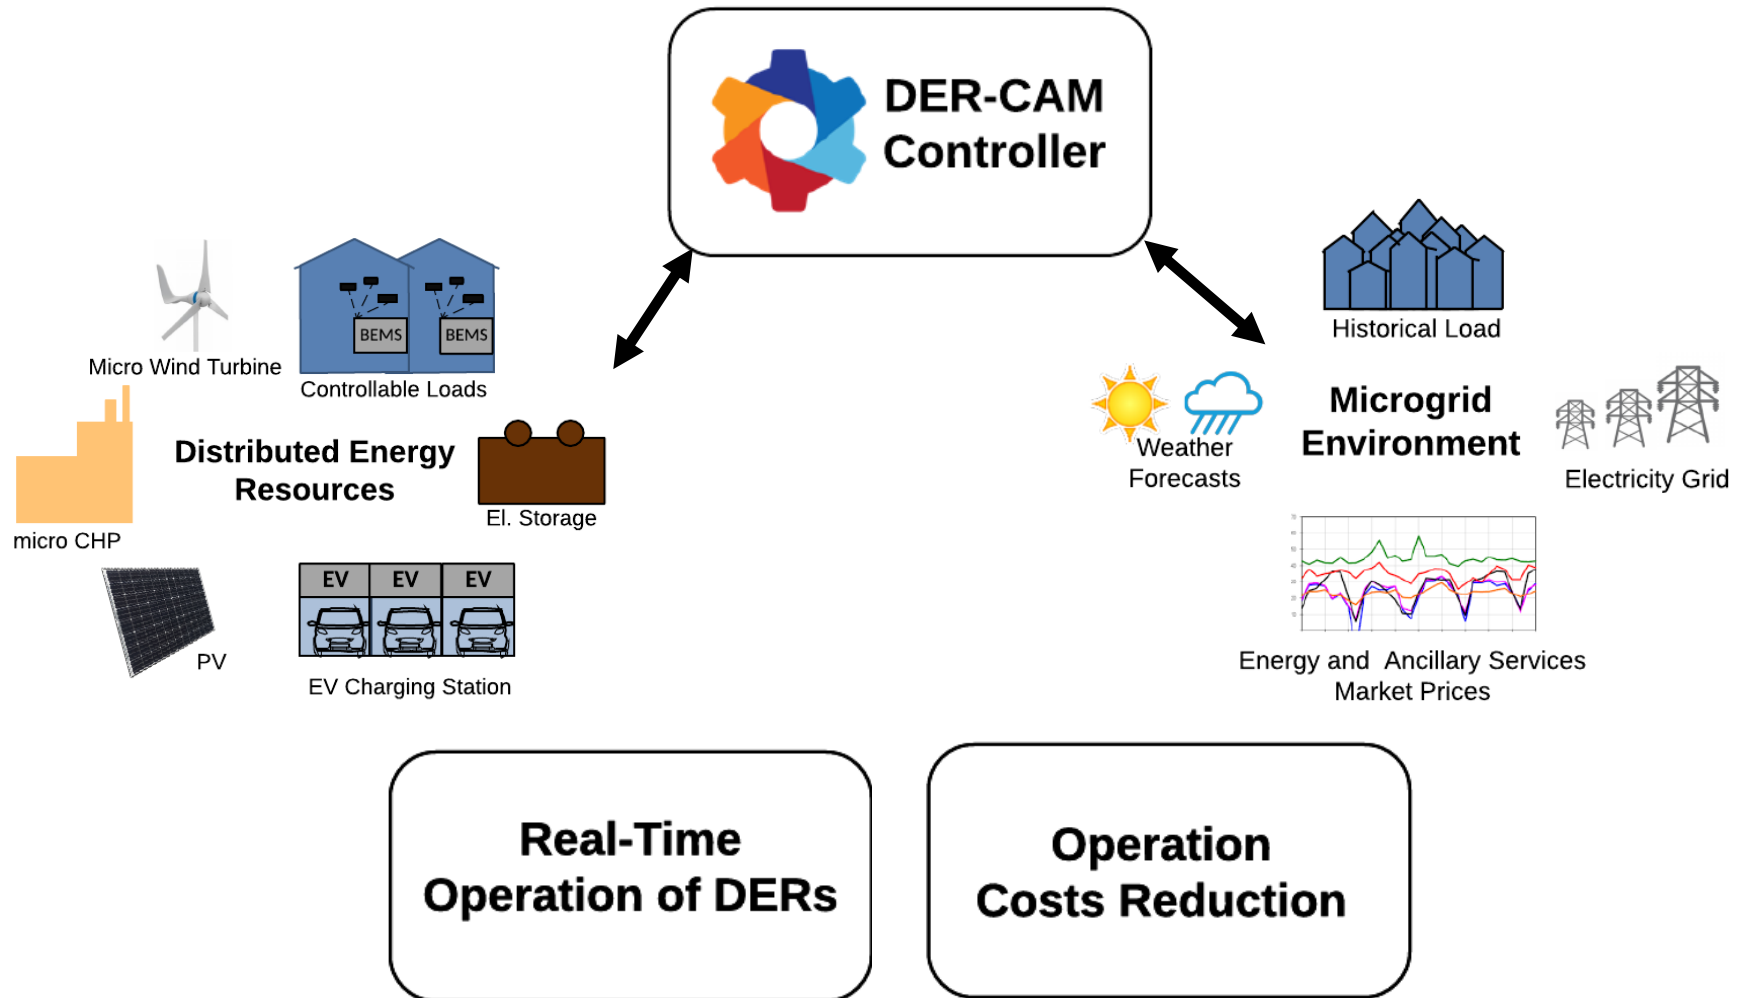 DER-CAM
Controller
Micro Wind Turbine
BEMS
BEMS
Controllable Loads
Distributed Energy
Resources
micro CHP
El. Storage
PV
EV
EV
EV
EV Charging Station
Historical Load
Weather
Forecasts
Microgrid
Environment
Electricity Grid
Energy and  Ancillary Services
Market Prices
Real-Time
Operation of DERs
Operation
Costs Reduction